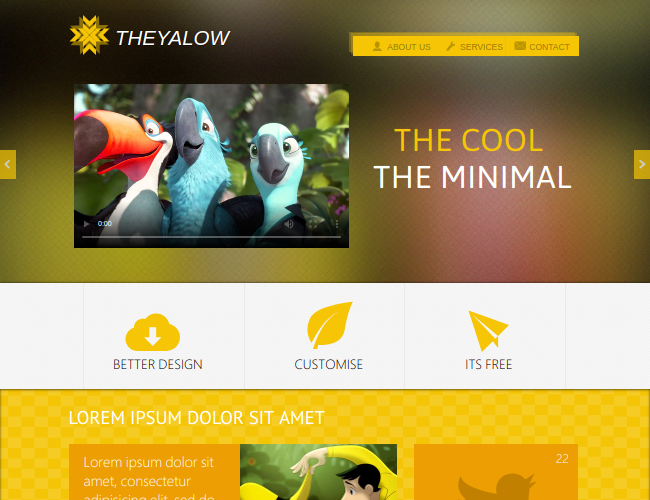 THEYALOW
ABOUT US SERVICES CONTACT
0:00
THE COOL
THE MINIMAL
BETTER DESIGN
CUSTOMISE
ITS FREE
LOREM IPSUM DOLOR SIT AMET
Lorem ipsum dolor sit
amet, consectetur
adipisicing elit, sed do
22